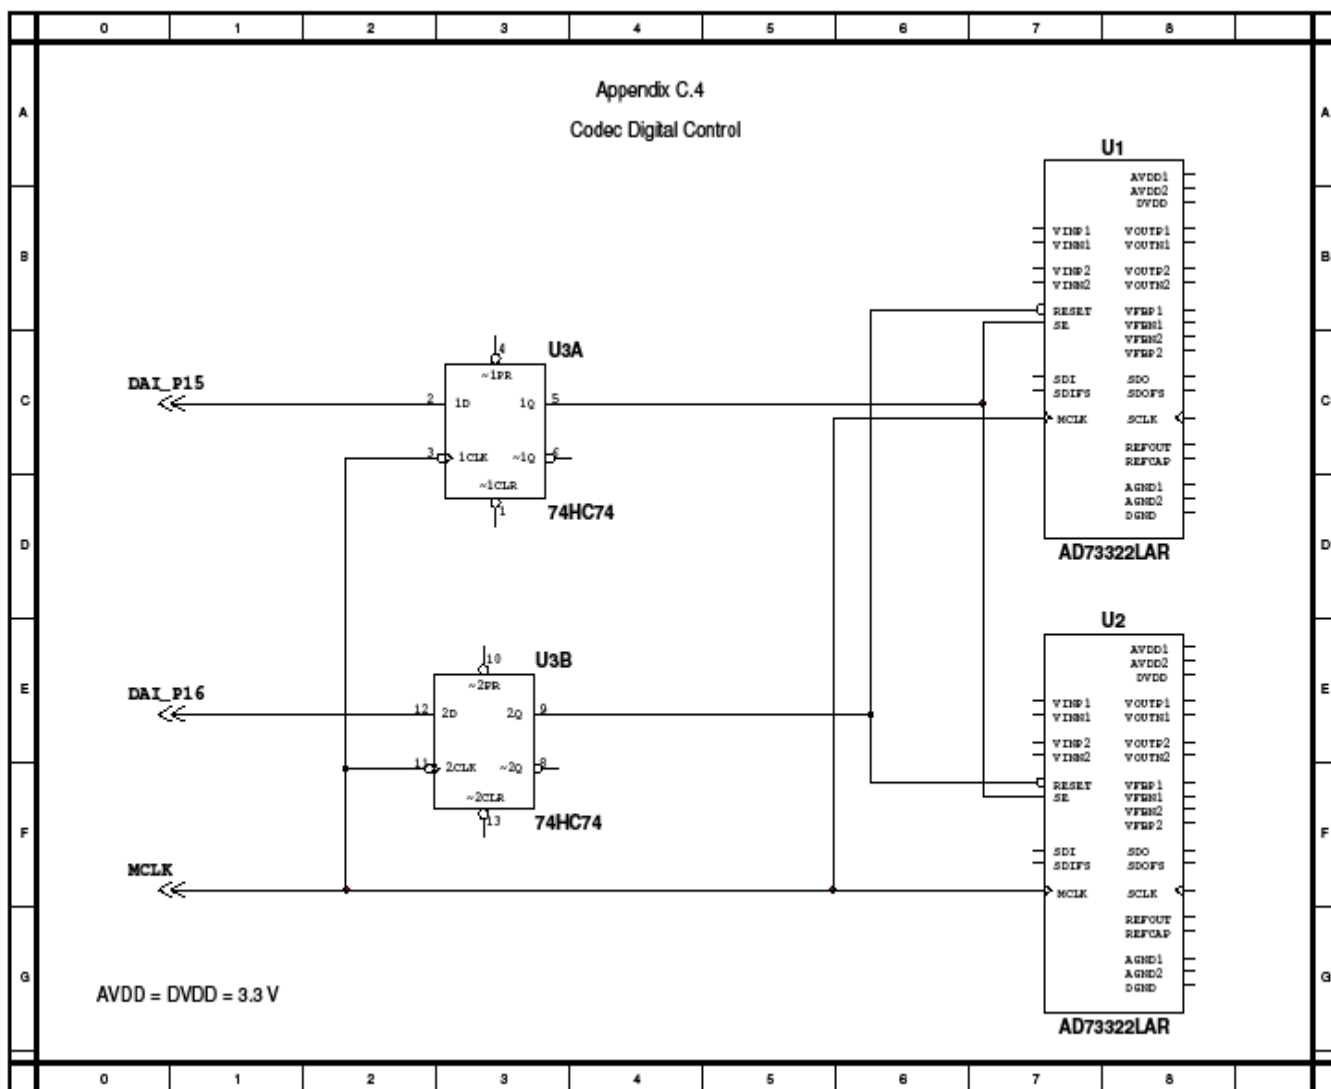 0 1 2 3 4 5 6 7 8
Appendix C.4
Codec Digital Control
A A
B B
C C
D D
E E
F F
G G
U1
AVDD1
AVDD2
DVDD
VINP1 VOUTP1
VINN1 VOUTN1
VINP2 VOUTP2
VINN2 VOUTN2
RESET VFBP1
SE VFBN1
VFBN2
VFBP2
SDI SDO
SDIFS SDOFS
MCLK SCLK
REFOUT
REFCAP
AGND1
AGND2
DGND
AD73322LAR
DAI_P15
U3A
4
~1PR
2 1D 1Q 5
3 1CLK ~1Q 6
~1CLR
1
74HC74
DAI_P16
U3B
10
~2PR
12 2D 2Q 9
11 2CLK ~2Q 8
~2CLR
13
74HC74
MCLK
U2
AVDD1
AVDD2
DVDD
VINP1 VOUTP1
VINN1 VOUTN1
VINP2 VOUTP2
VINN2 VOUTN2
RESET VFBP1
SE VFBN1
VFBN2
VFBP2
SDI SDO
SDIFS SDOFS
MCLK SCLK
REFOUT
REFCAP
AGND1
AGND2
DGND
AD73322LAR
AVDD = DVDD = 3.3 V
0 1 2 3 4 5 6 7 8